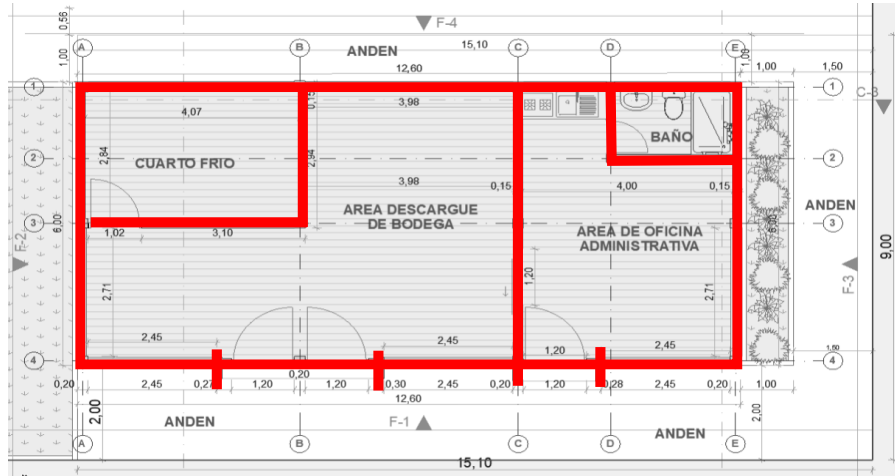 0,56
F-4
A
B
C
D
E
ANDEN
15,10
1,00
12,60
1,00
1,00
1,50
C-3
1
1
4,07
0,15
3,98
BAÑO
2
2
2,84
CUARTO FRIO
2,94
3,98
0,15
4,00
0,15
ANDEN
AREA DESCARGUE
DE BODEGA
AREA DE OFICINA
ADMINISTRATIVA
3
3
6,00
6,00
1,02
3,10
9,00
F-2
F-3
1,20
2,71
2,71
2,45
2,45
1,20
2,45
1,50
4
4
0,20
2,45
0,27
1,20
0,20
1,20
0,30
2,45
0,20
1,20
0,28
2,45
0,20
1,00
12,60
2,00
ANDEN
F-1
ANDEN
2,00
A
B
C
D
E
15,10